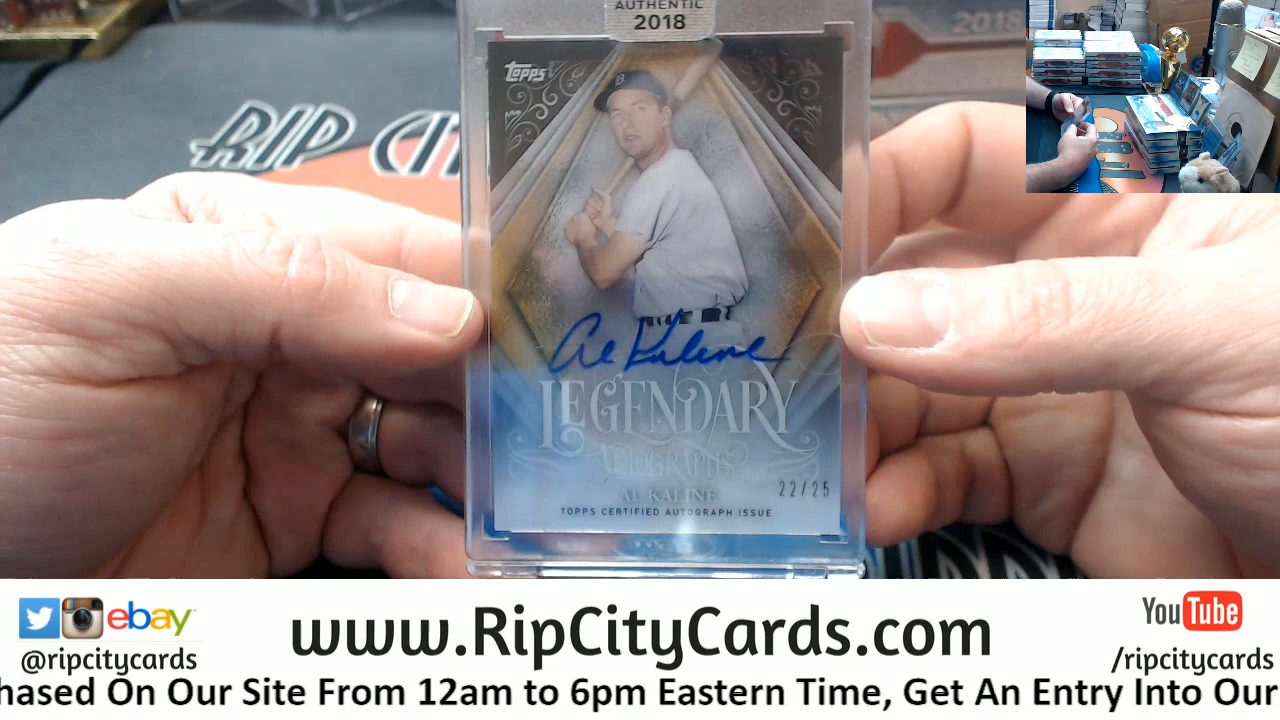 AUTHENTIC
2018
2018
Topps
RIP CIT
Al Kaline
LEGENDARY
AUTOGRAPHS
AL KALINE
22/25
TOPPS CERTIFIED AUTOGRAPH ISSUE
ebay
@ripcitycards
www.RipCityCards.com
YouTube
/ripcitycards
hased On Our Site From 12am to 6pm Eastern Time, Get An Entry Into Our